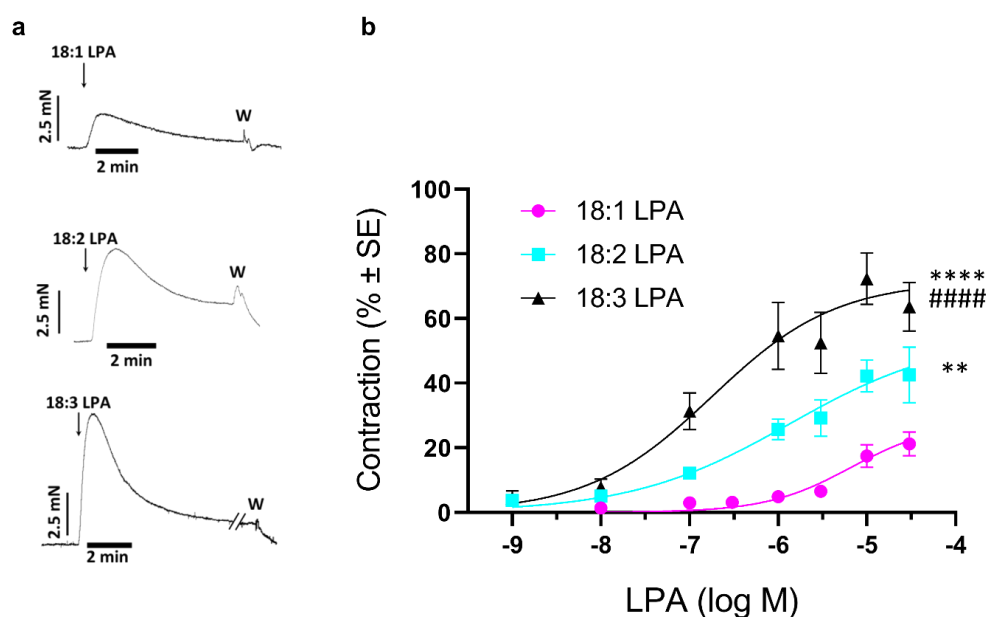 a
18:1 LPA
2.5 mN
W
2 min
18:2 LPA
2.5 mN
W
2 min
18:3 LPA
2.5 mN
W
2 min
b
Contraction (% ± SE)
100
80
60
40
20
0
18:1 LPA
18:2 LPA
18:3 LPA
****
####
**
-9 -8 -7 -6 -5 -4
LPA (log M)